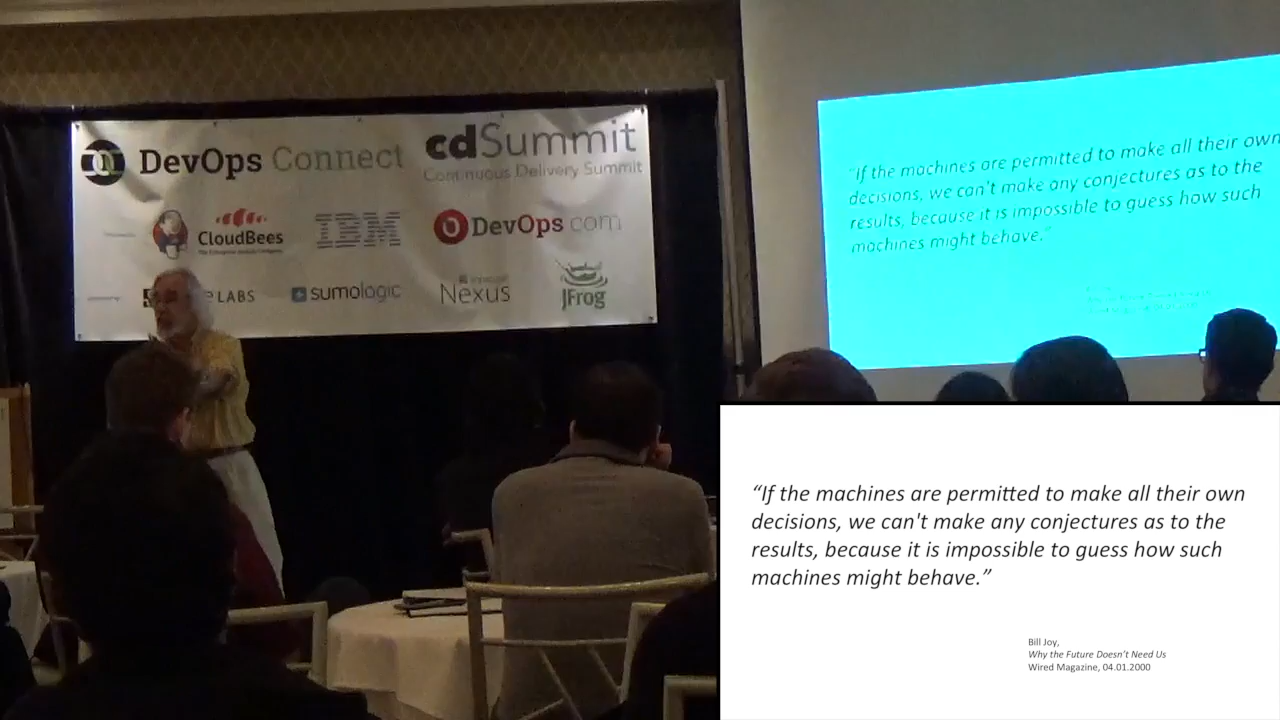 DevOps Connect
cdSummit
Continuous Delivery Summit
CloudBees
The Enterprise Jenkins Company
IBM
DevOps.com
LABS
sumologic
Nexus
JFrog
"If the machines are permitted to make all their own
decisions, we can't make any conjectures as to the
results, because it is impossible to guess how such
machines might behave."
“If the machines are permitted to make all their own
decisions, we can't make any conjectures as to the
results, because it is impossible to guess how such
machines might behave.”
Bill Joy,
Why the Future Doesn't Need Us
Wired Magazine, 04.01.2000